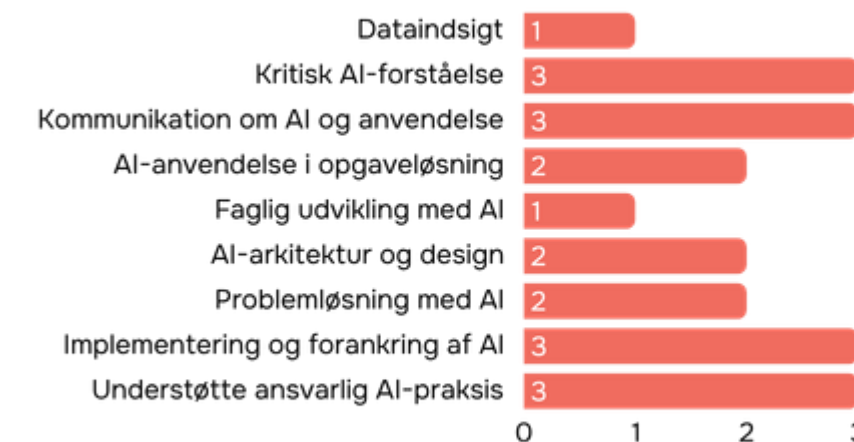 Dataindsigt 1
Kritisk AI-forståelse 3
Kommunikation om AI og anvendelse 3
AI-anvendelse i opgaveløsning 2
Faglig udvikling med AI 1
AI-arkitektur og design 2
Problemløsning med AI 2
Implementering og forankring af AI 3
Understøtte ansvarlig AI-praksis 3
0 1 2 3